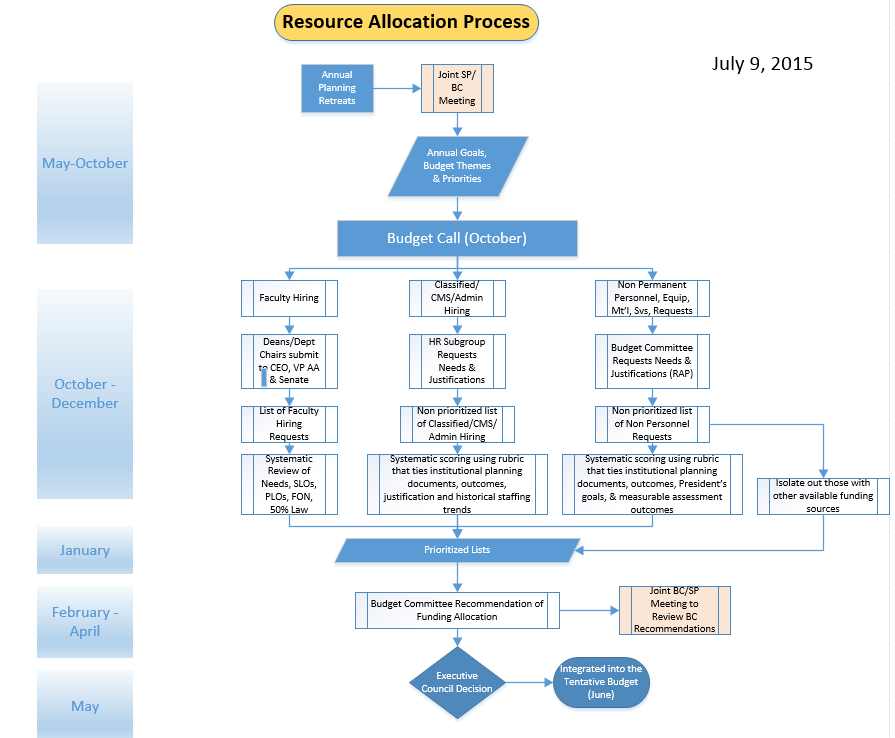 Resource Allocation Process
July 9, 2015
Annual
Planning
Retreats
Joint SP/
BC
Meeting
May-October
Annual Goals,
Budget Themes
& Priorities
Budget Call (October)
Faculty Hiring
Classified/
CMS/Admin
Hiring
Non Permanent
Personnel, Equip,
Mt'l, Svs, Requests
October -
December
Deans/Dept
Chairs submit
to CEO, VP AA
& Senate
HR Subgroup
Requests
Needs &
Justifications
Budget Committee
Requests Needs &
Justifications (RAP)
List of Faculty
Hiring
Requests
Non prioritized list
of Classified/CMS/
Admin Hiring
Non prioritized list
of Non Personnel
Requests
Systematic
Review of
Needs, SLOs,
PLOs, FON,
50% Law
Systematic scoring using rubric
that ties institutional planning
documents, outcomes,
justification and historical staffing
trends
Systematic scoring using rubric
that ties institutional planning
documents, outcomes, President's
goals, & measurable assessment
outcomes
Isolate out those with
other available funding
sources
January
Prioritized Lists
February -
April
Budget Committee Recommendation of
Funding Allocation
Joint BC/SP
Meeting to
Review BC
Recommendations
May
Executive
Council Decision
Integrated into the
Tentative Budget
(June)